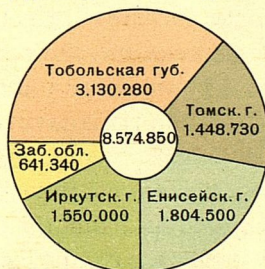 Тобольская губ.
3.130.280
Томск. г.
1.448.730
8.574.850
Заб. обл.
641.340
Иркутск. г.
1.550.000
Енисейск. г.
1.804.500